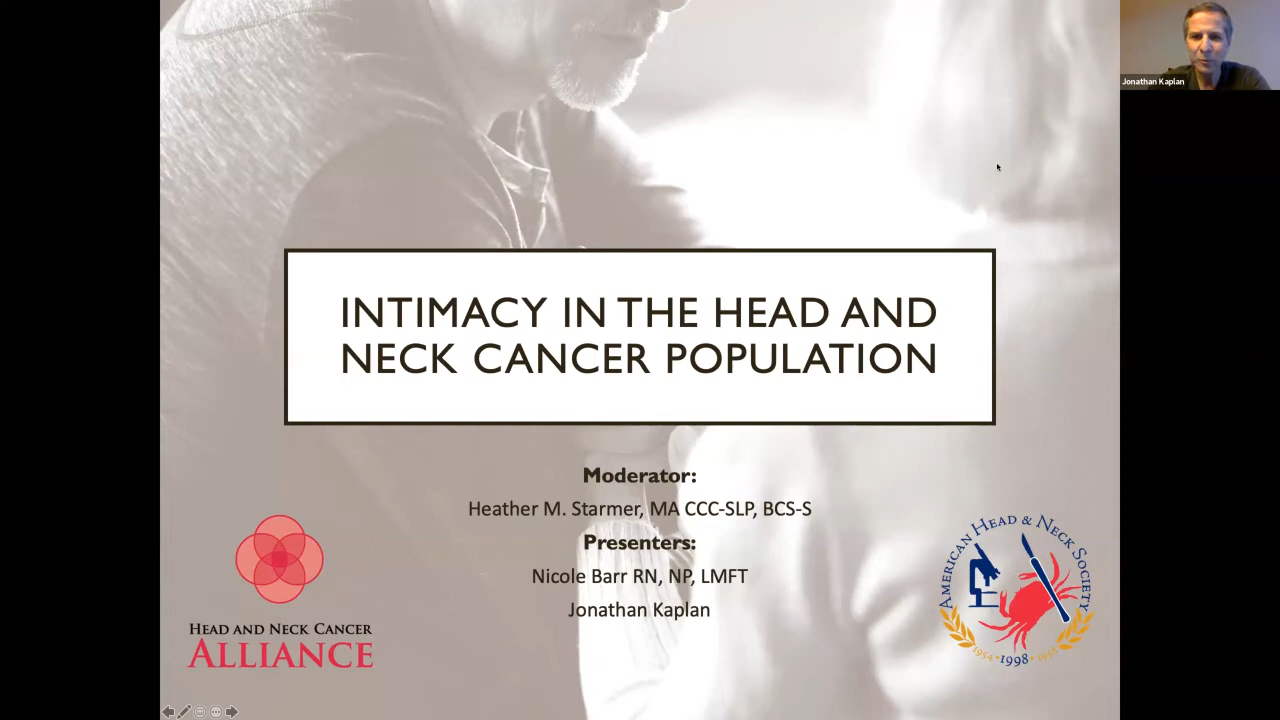 Jonathan Kaplan
INTIMACY IN THE HEAD AND
NECK CANCER POPULATION
Moderator:
Heather M. Starmer, MA CCC-SLP, BCS-S
Presenters:
Nicole Barr RN, NP, LMFT
Jonathan Kaplan
HEAD AND NECK CANCER
ALLIANCE
AMERICAN HEAD & NECK SOCIETY
1954 • 1998 • 1958